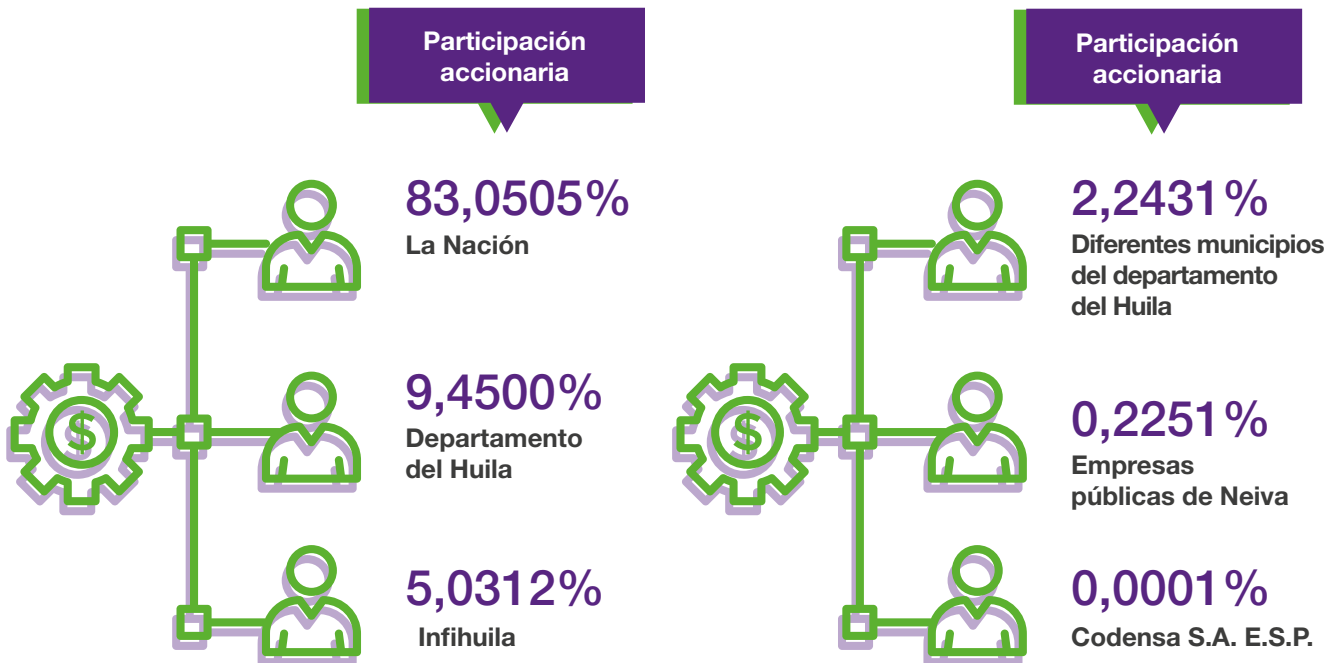 Participación
accionaria
83,0505%
La Nación
9,4500%
Departamento
del Huila
5,0312%
Infihuila
Participación
accionaria
2,2431%
Diferentes municipios
del departamento
del Huila
0,2251%
Empresas
públicas de Neiva
0,0001%
Codensa S.A. E.S.P.
$
$